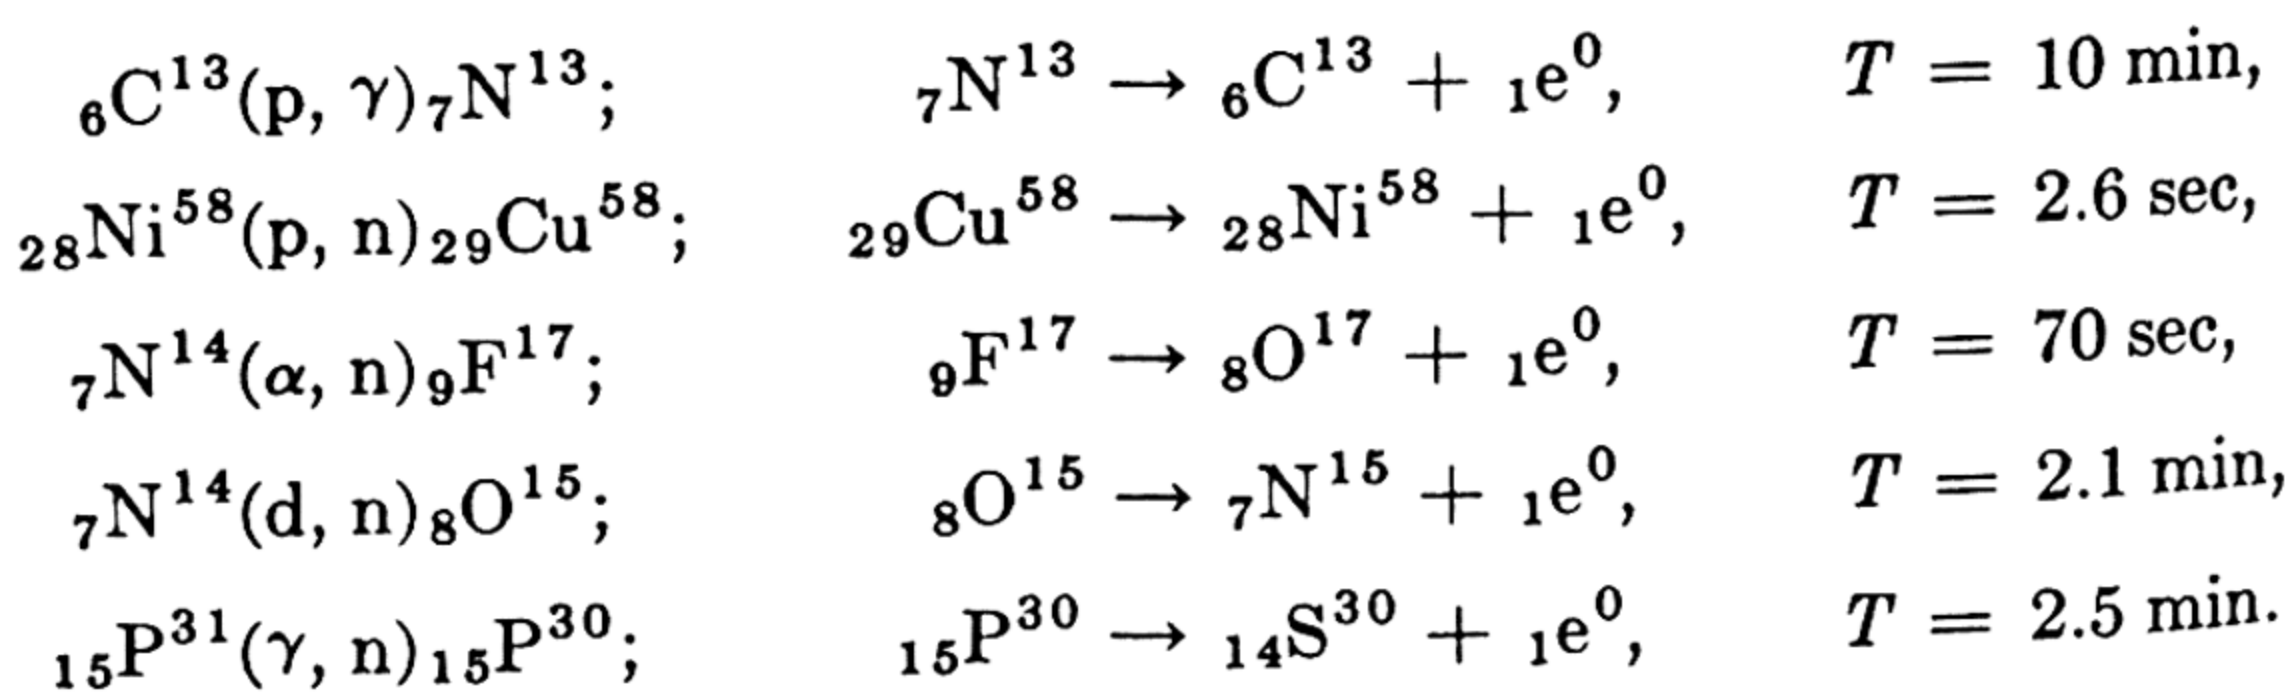 ₆C¹³(p, γ)₇N¹³; ₇N¹³ → ₆C¹³ + ₁e⁰, T = 10 min,
₂₈Ni⁵⁸(p, n)₂₉Cu⁵⁸; ₂₉Cu⁵⁸ → ₂₈Ni⁵⁸ + ₁e⁰, T = 2.6 sec,
₇N¹⁴(α, n)₉F¹⁷; ₉F¹⁷ → ₈O¹⁷ + ₁e⁰, T = 70 sec,
₇N¹⁴(d, n)₈O¹⁵; ₈O¹⁵ → ₇N¹⁵ + ₁e⁰, T = 2.1 min,
₁₅P³¹(γ, n)₁₅P³⁰; ₁₅P³⁰ → ₁₄S³⁰ + ₁e⁰, T = 2.5 min.